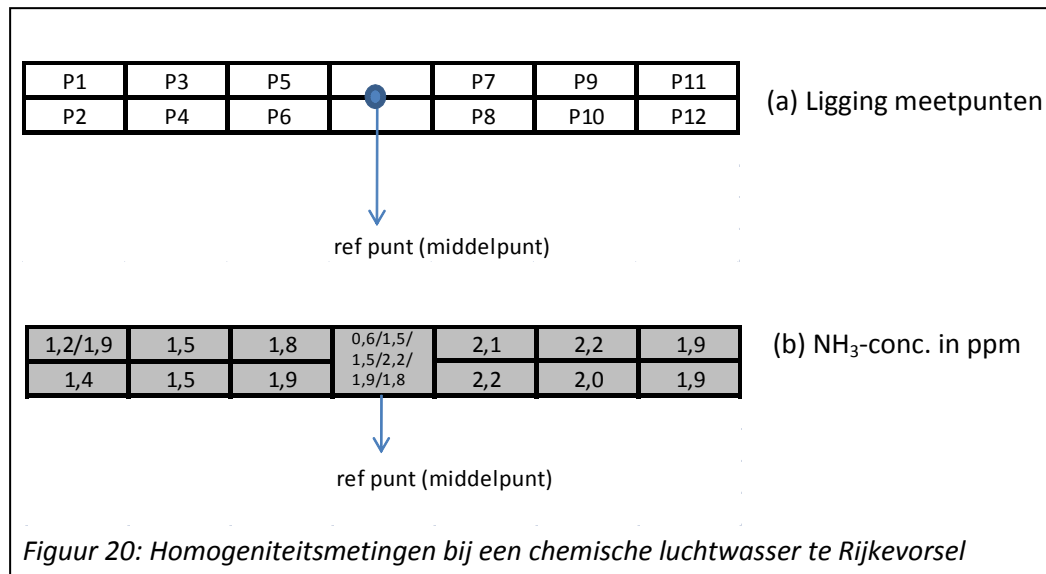 P1 P3 P5 P7 P9 P11
P2 P4 P6 P8 P10 P12
(a) Ligging meetpunten
ref punt (middelpunt)
1,2/1,9 1,5 1,8 0,6/1,5/ 2,1 2,2 1,9
1,5/2,2/
1,4 1,5 1,9 1,9/1,8 2,2 2,0 1,9
(b) NH₃-conc. in ppm
ref punt (middelpunt)
Figuur 20: Homogeniteitsmetingen bij een chemische luchtwasser te Rijkevorsel